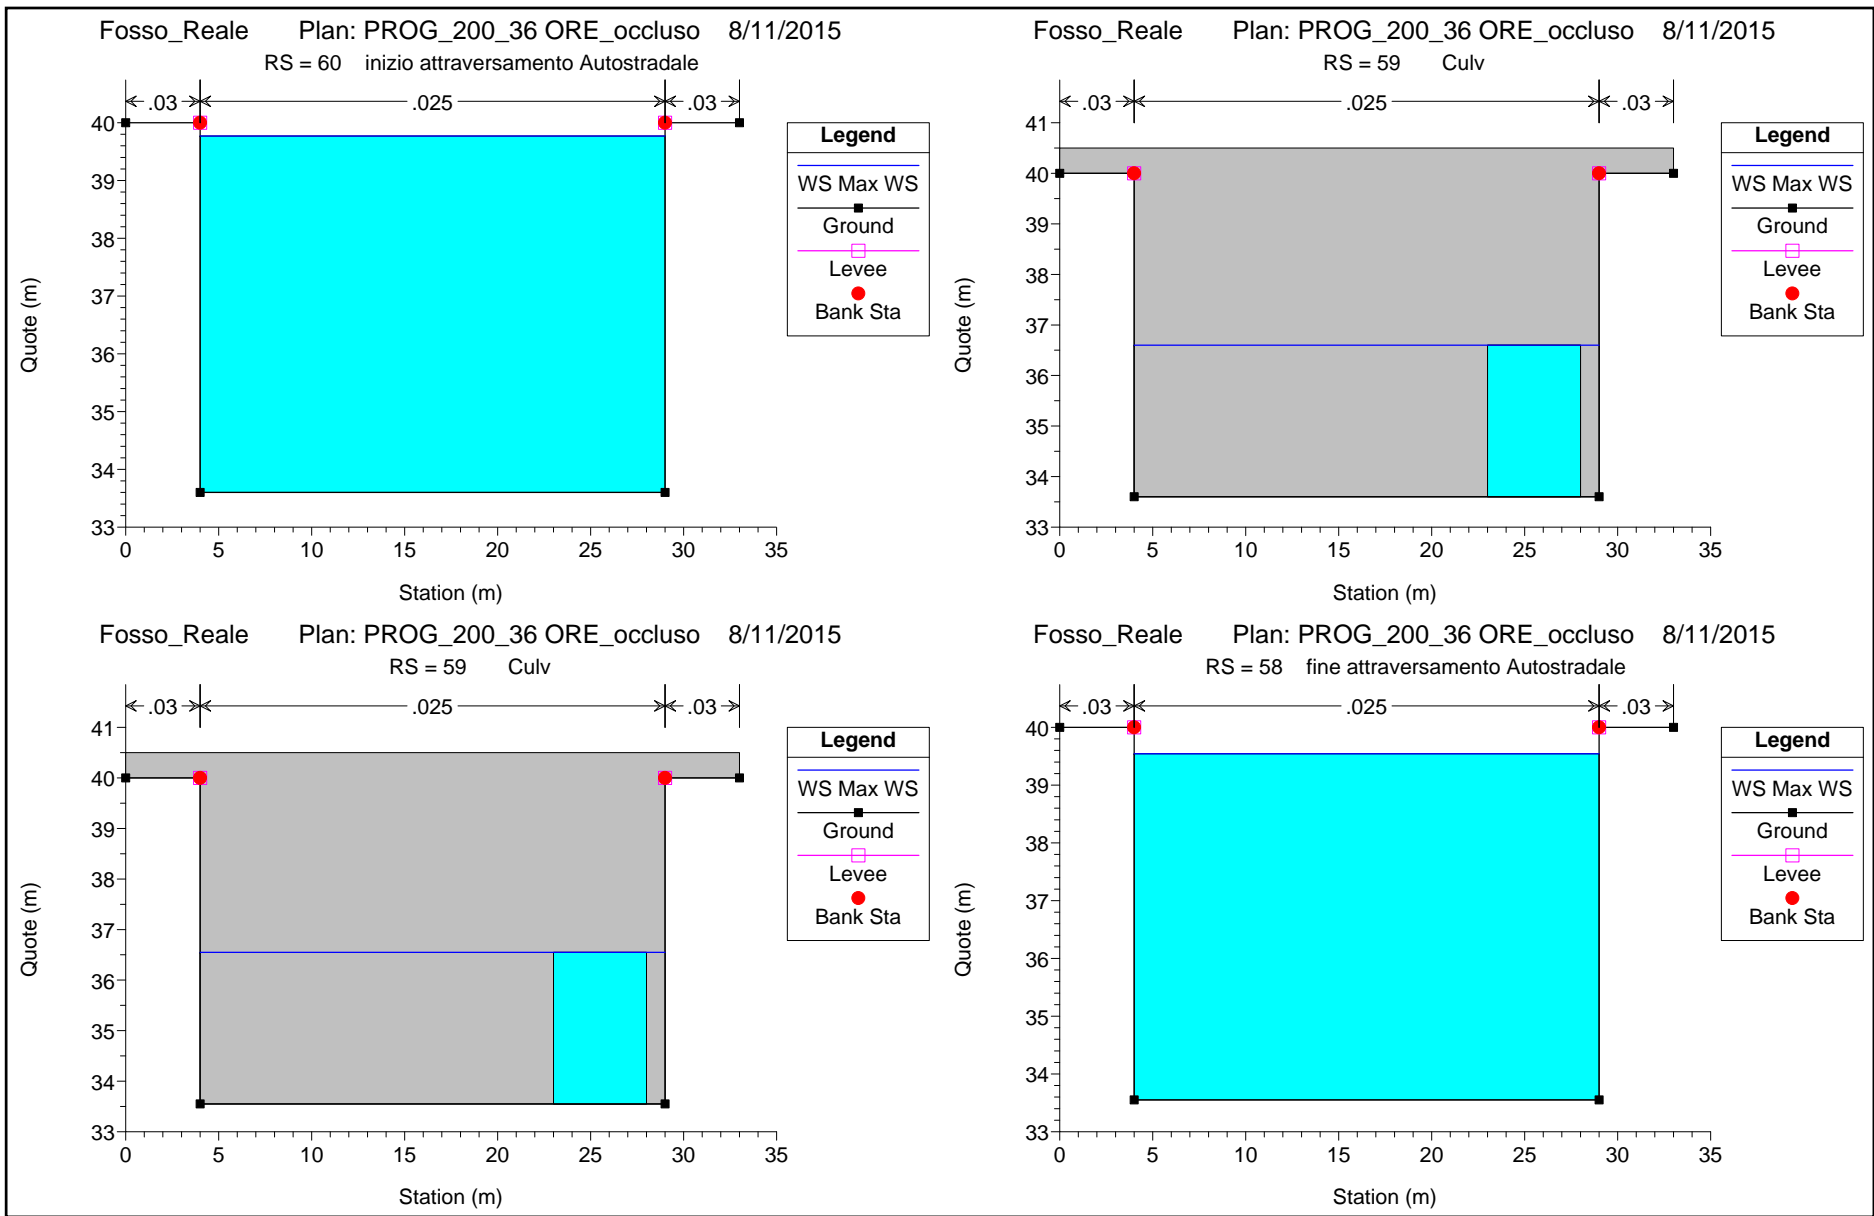 Fosso_Reale Plan: PROG_200_36 ORE_occluso 8/11/2015
RS = 60 inizio attraversamento Autostradale
.03 .025 .03
40
39
38
37
36
35
34
33
0 5 10 15 20 25 30 35
Station (m)
Quote (m)
Legend
WS Max WS
Ground
Levee
Bank Sta
Fosso_Reale Plan: PROG_200_36 ORE_occluso 8/11/2015
RS = 59 Culv
.03 .025 .03
41
40
39
38
37
36
35
34
33
0 5 10 15 20 25 30 35
Station (m)
Quote (m)
Legend
WS Max WS
Ground
Levee
Bank Sta
Fosso_Reale Plan: PROG_200_36 ORE_occluso 8/11/2015
RS = 59 Culv
.03 .025 .03
41
40
39
38
37
36
35
34
33
0 5 10 15 20 25 30 35
Station (m)
Quote (m)
Legend
WS Max WS
Ground
Levee
Bank Sta
Fosso_Reale Plan: PROG_200_36 ORE_occluso 8/11/2015
RS = 58 fine attraversamento Autostradale
.03 .025 .03
40
39
38
37
36
35
34
33
0 5 10 15 20 25 30 35
Station (m)
Quote (m)
Legend
WS Max WS
Ground
Levee
Bank Sta